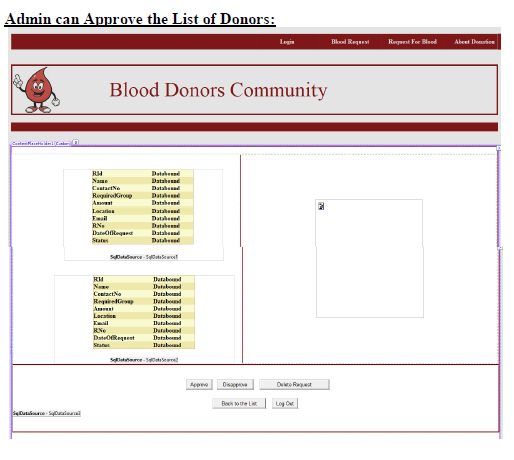 Admin can Approve the List of Donors:
Login Blood Request Request For Blood About Donation
Blood Donors Community
ContentPlaceHolder1 (Custom)
RId Databound
Name Databound
ContactNo Databound
RequiredGroup Databound
Amount Databound
Location Databound
Email Databound
RNo Databound
DateOfRequest Databound
Status Databound
SqlDataSource - SqlDataSource1
RId Databound
Name Databound
ContactNo Databound
RequiredGroup Databound
Amount Databound
Location Databound
Email Databound
RNo Databound
DateOfRequest Databound
Status Databound
SqlDataSource - SqlDataSource2
Approve Disapprove Delete Request
Back to the List Log Out
SqlDataSource - SqlDataSource3